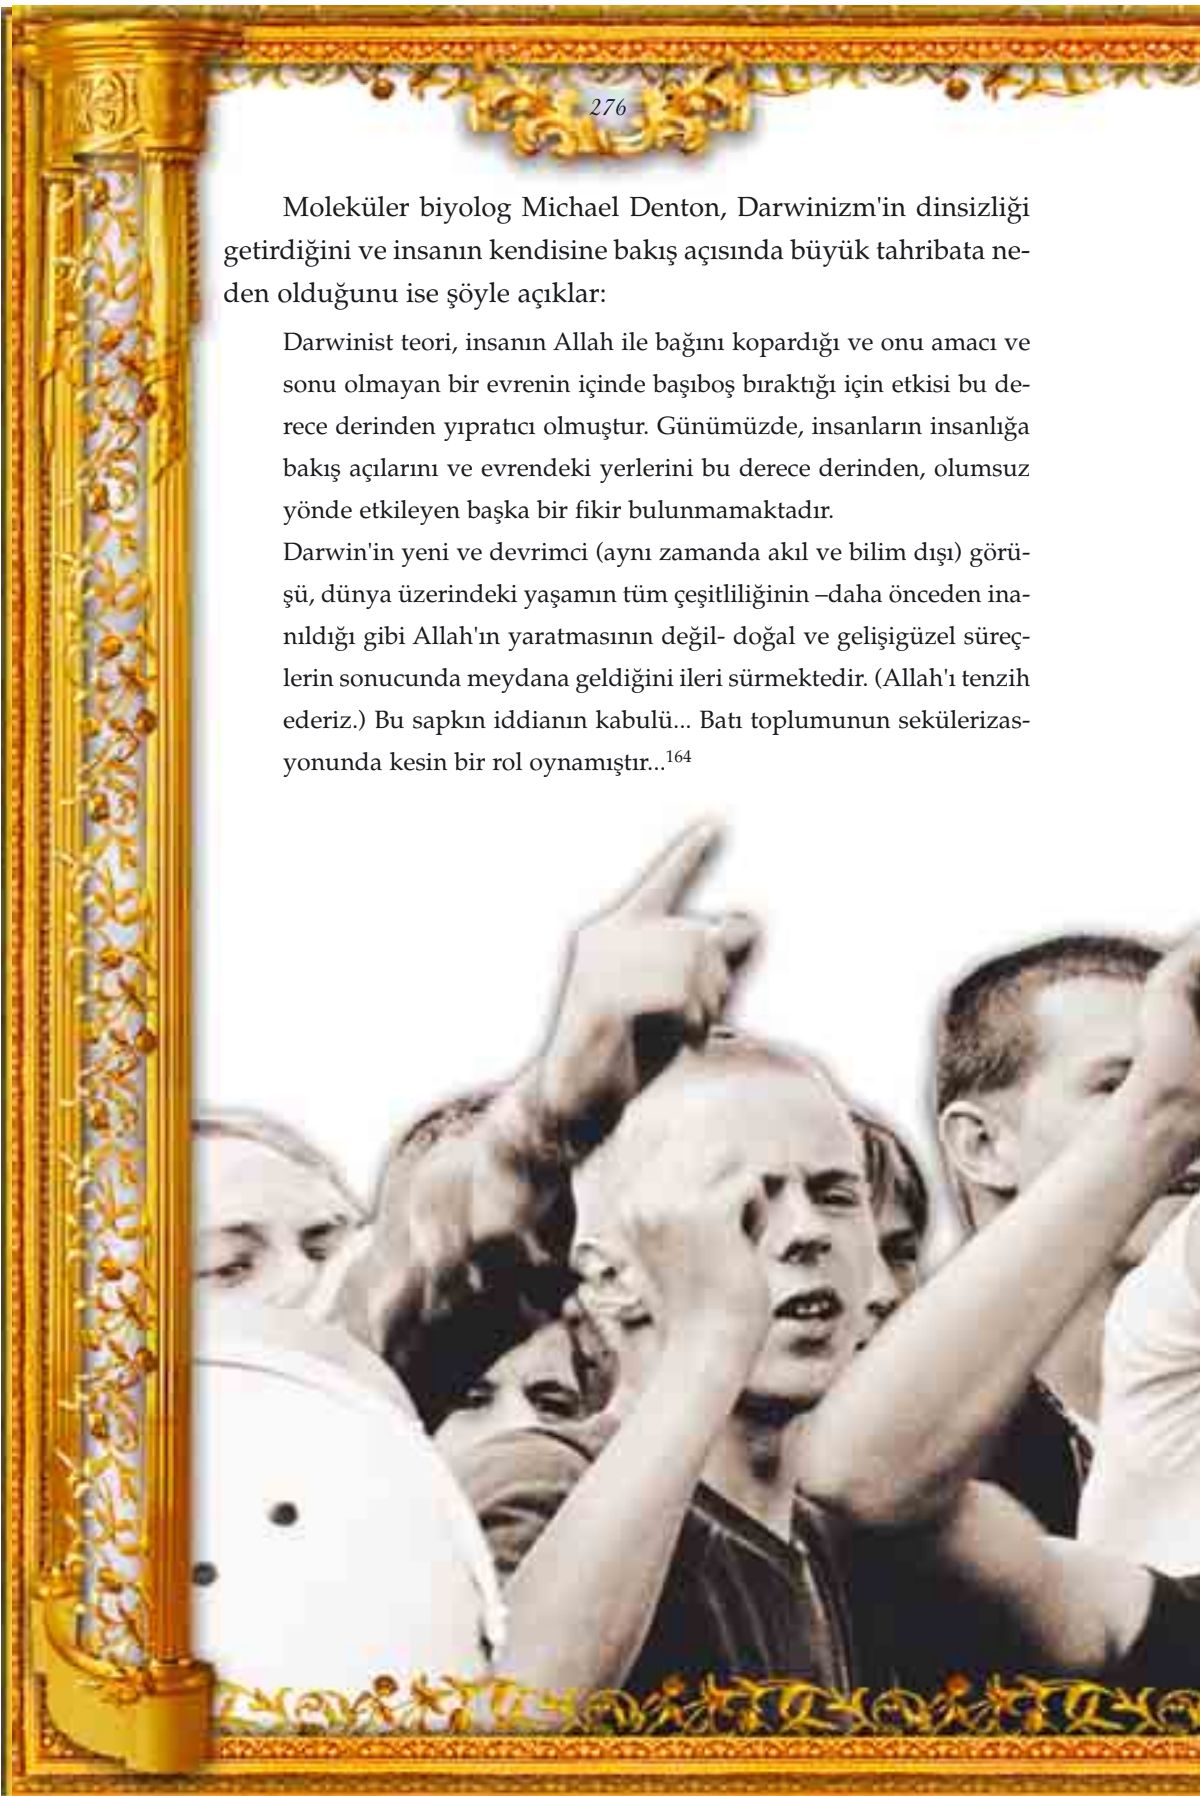 276
Moleküler biyolog Michael Denton, Darwinizm'in dinsizliği
getirdiğini ve insanın kendisine bakış açısında büyük tahribata ne-
den olduğunu ise şöyle açıklar:
Darwinist teori, insanın Allah ile bağını kopardığı ve onu amacı ve
sonu olmayan bir evrenin içinde başıboş bıraktığı için etkisi bu de-
rece derinden yıpratıcı olmuştur. Günümüzde, insanların insanlığa
bakış açılarını ve evrendeki yerlerini bu derece derinden, olumsuz
yönde etkileyen başka bir fikir bulunmamaktadır.
Darwin'in yeni ve devrimci (aynı zamanda akıl ve bilim dışı) görü-
şü, dünya üzerindeki yaşamın tüm çeşitliliğinin –daha önceden ina-
nıldığı gibi Allah'ın yaratmasının değil- doğal ve gelişigüzel süreç-
lerin sonucunda meydana geldiğini ileri sürmektedir. (Allah'ı tenzih
ederiz.) Bu sapkın iddianın kabulü... Batı toplumunun sekülerizas-
yonunda kesin bir rol oynamıştır...164